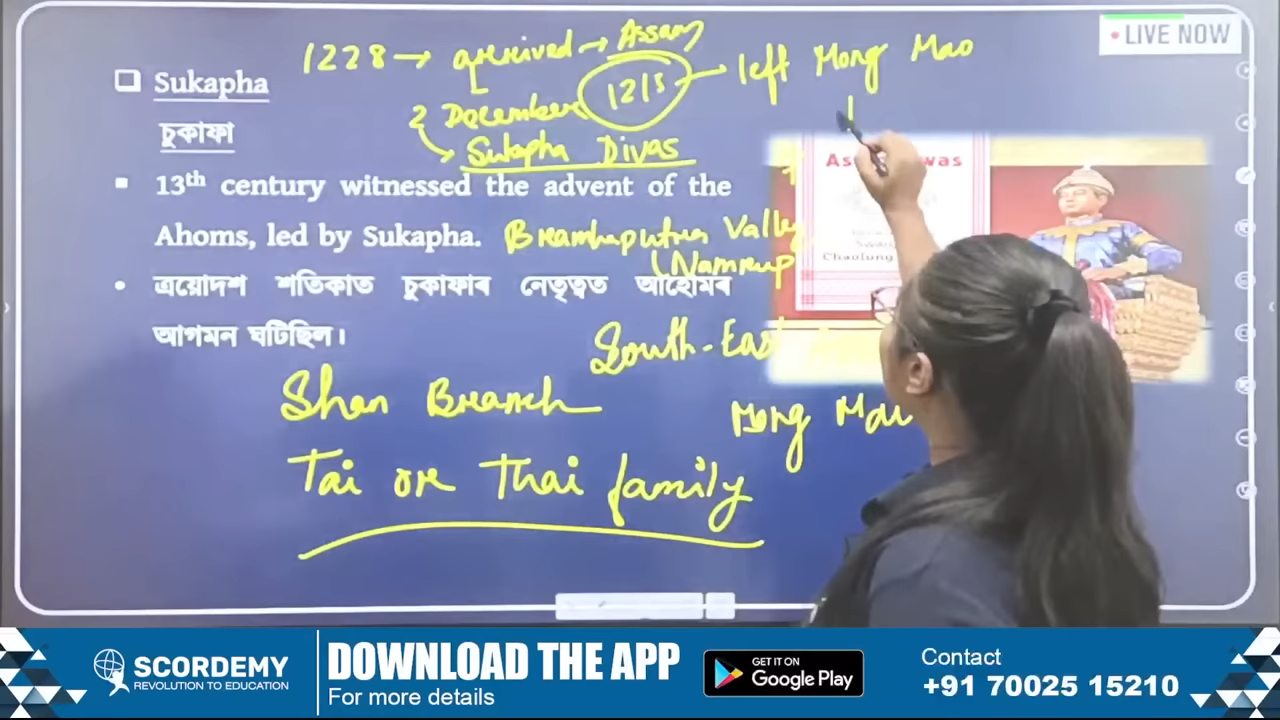 LIVE NOW
1228 → arrived → Assam
1215 → left Mong Mao
Sukapha
2 December
চুকাফা
Sukapha Divas
13th century witnessed the advent of the
Ahoms, led by Sukapha.
Bramhaputra Valley
(Namrup
ত্ৰয়োদশ শতিকাত চুকাফাৰ নেতৃত্বত আহোমৰ
আগমন ঘটিছিল।
South-East
Shan Branch
Mong Mau
Tai or Thai family
SCORDEMY
REVOLUTION TO EDUCATION
DOWNLOAD THE APP
For more details
GET IT ON
Google Play
Contact
+91 70025 15210